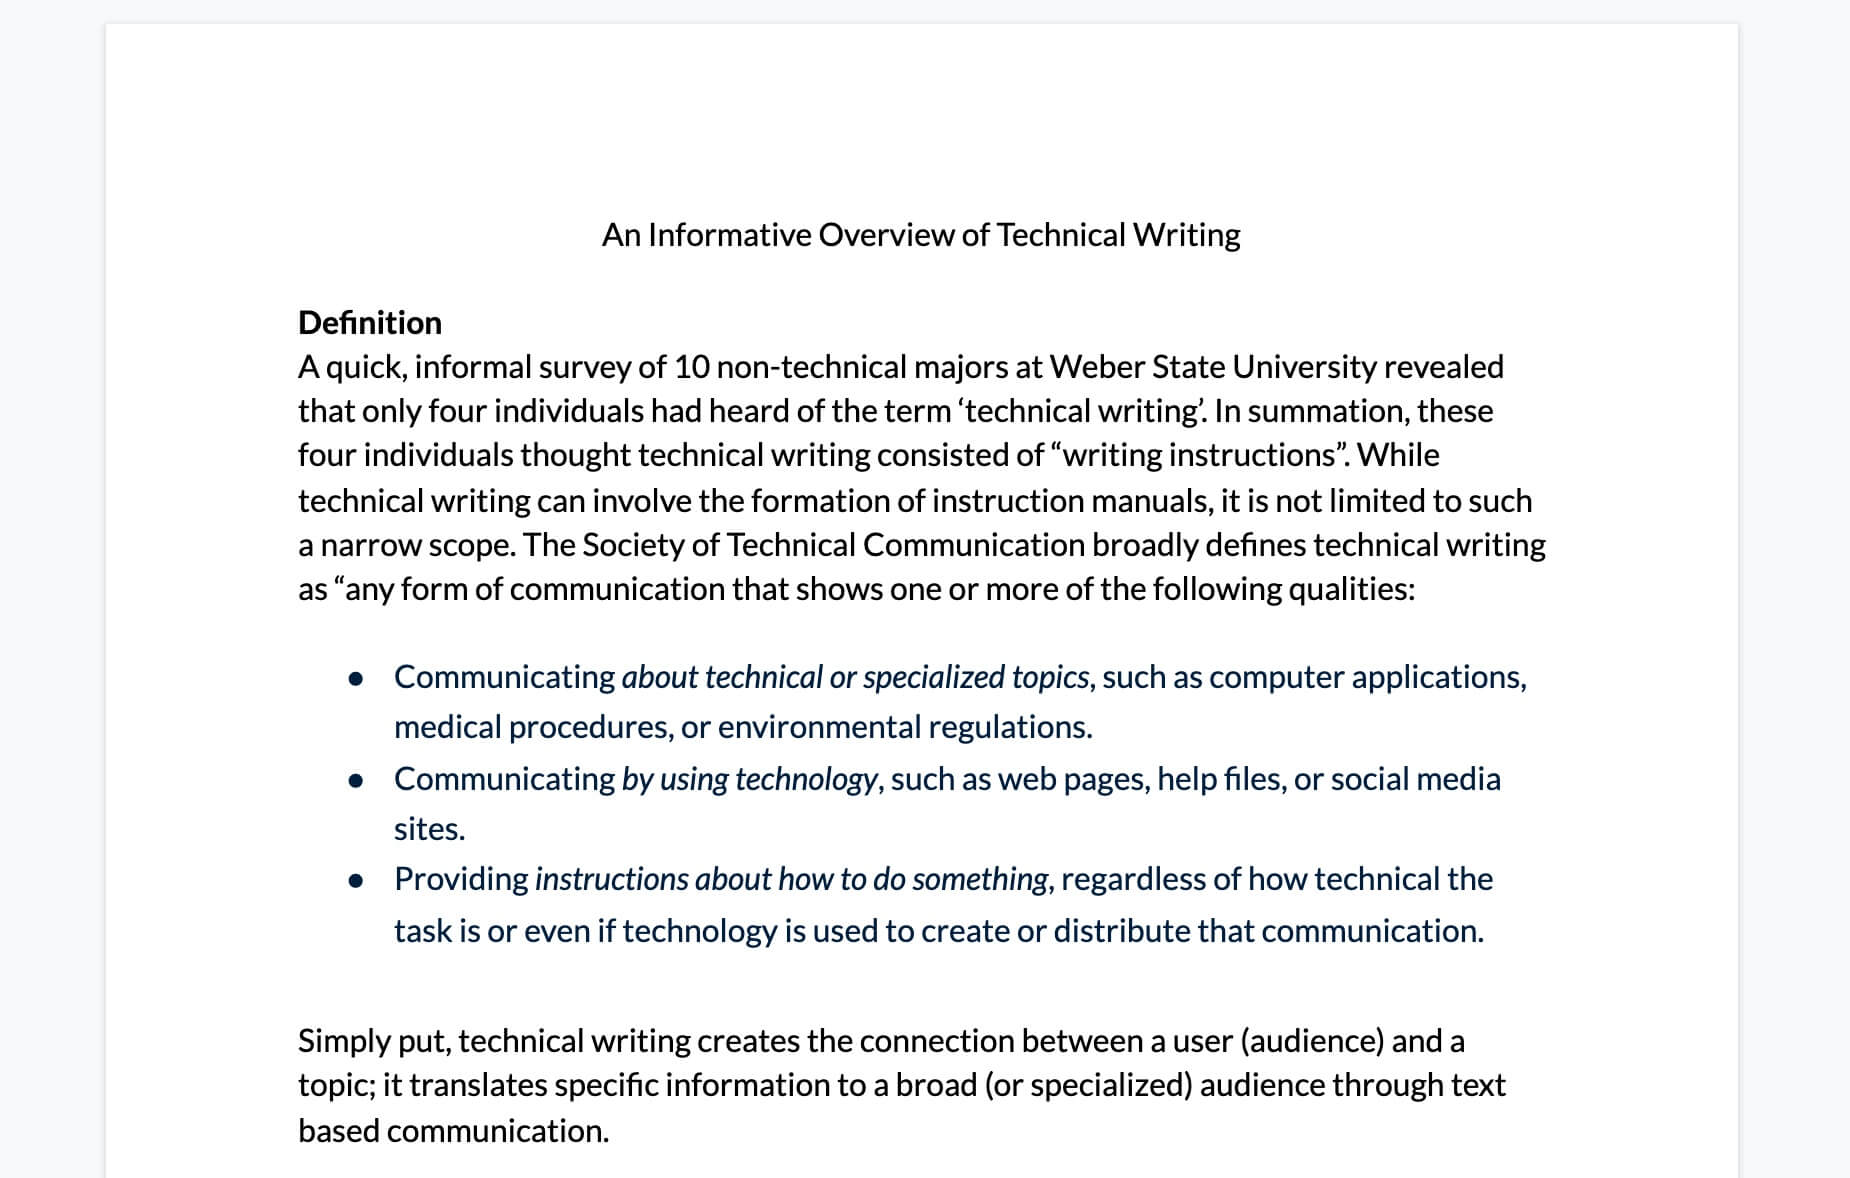 An Informative Overview of Technical Writing
Definition
A quick, informal survey of 10 non-technical majors at Weber State University revealed
that only four individuals had heard of the term ‘technical writing’. In summation, these
four individuals thought technical writing consisted of “writing instructions”. While
technical writing can involve the formation of instruction manuals, it is not limited to such
a narrow scope. The Society of Technical Communication broadly defines technical writing
as “any form of communication that shows one or more of the following qualities:
● Communicating about technical or specialized topics, such as computer applications,
medical procedures, or environmental regulations.
● Communicating by using technology, such as web pages, help files, or social media
sites.
● Providing instructions about how to do something, regardless of how technical the
task is or even if technology is used to create or distribute that communication.
Simply put, technical writing creates the connection between a user (audience) and a
topic; it translates specific information to a broad (or specialized) audience through text
based communication.